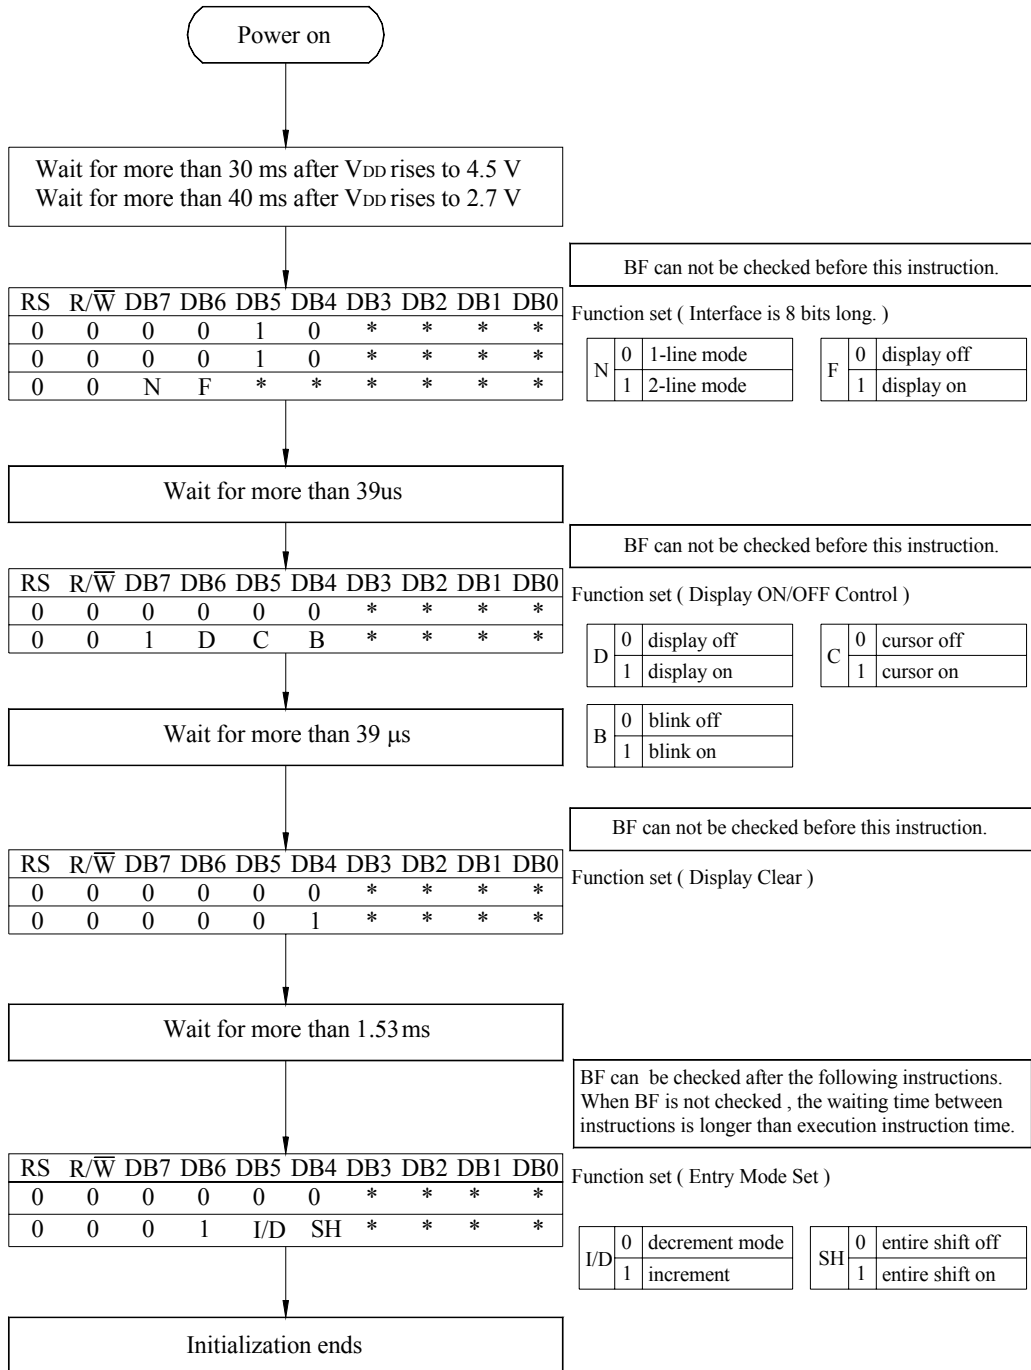 Power on
Wait for more than 30 ms after VDD rises to 4.5 V
Wait for more than 40 ms after VDD rises to 2.7 V
BF can not be checked before this instruction.
RS R/W̅ DB7 DB6 DB5 DB4 DB3 DB2 DB1 DB0
0 0 0 0 1 0 * * * *
0 0 0 0 1 0 * * * *
0 0 N F * * * * * *
Function set ( Interface is 8 bits long. )
N 0 1-line mode
1 2-line mode
F 0 display off
1 display on
Wait for more than 39us
BF can not be checked before this instruction.
RS R/W̅ DB7 DB6 DB5 DB4 DB3 DB2 DB1 DB0
0 0 0 0 0 0 * * * *
0 0 1 D C B * * * *
Function set ( Display ON/OFF Control )
D 0 display off
1 display on
C 0 cursor off
1 cursor on
B 0 blink off
1 blink on
Wait for more than 39 μs
BF can not be checked before this instruction.
RS R/W̅ DB7 DB6 DB5 DB4 DB3 DB2 DB1 DB0
0 0 0 0 0 0 * * * *
0 0 0 0 0 1 * * * *
Function set ( Display Clear )
Wait for more than 1.53 ms
BF can be checked after the following instructions.
When BF is not checked , the waiting time between
instructions is longer than execution instruction time.
RS R/W̅ DB7 DB6 DB5 DB4 DB3 DB2 DB1 DB0
0 0 0 0 0 0 * * * *
0 0 0 1 I/D SH * * * *
Function set ( Entry Mode Set )
I/D 0 decrement mode
1 increment
SH 0 entire shift off
1 entire shift on
Initialization ends